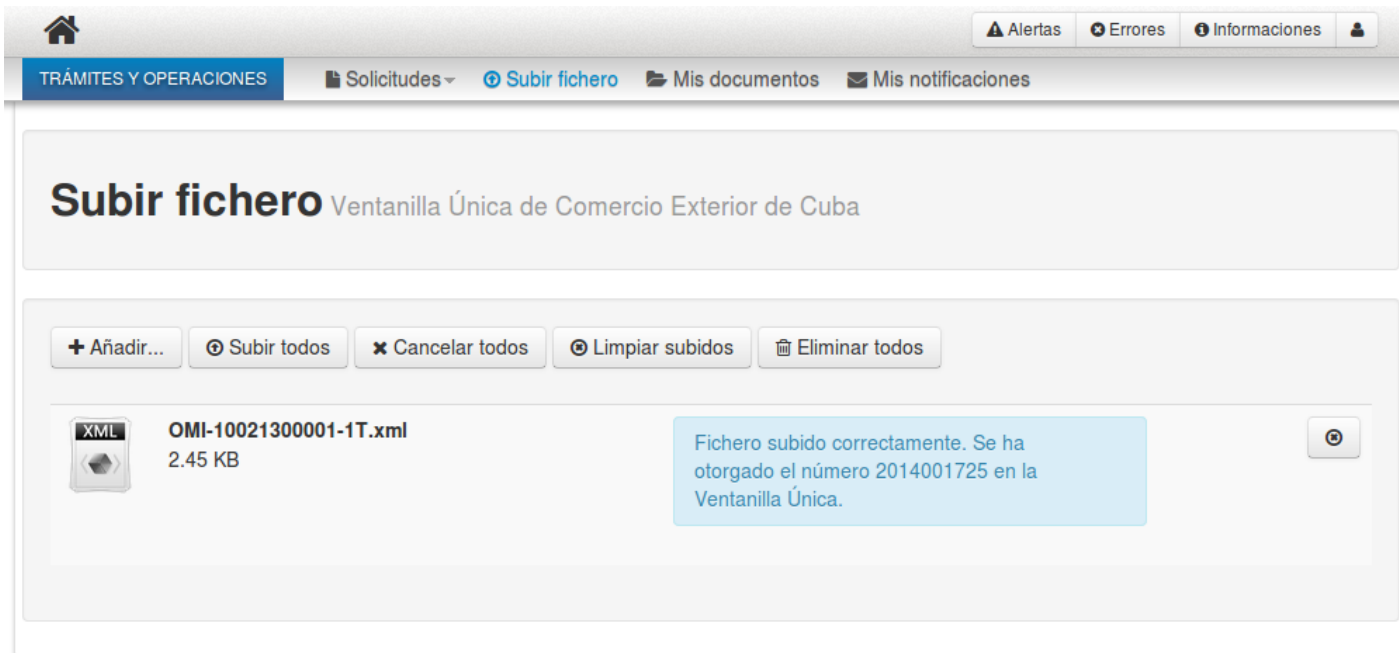 Alertas Errores Informaciones
TRÁMITES Y OPERACIONES Solicitudes Subir fichero Mis documentos Mis notificaciones
Subir fichero Ventanilla Única de Comercio Exterior de Cuba
Añadir... Subir todos Cancelar todos Limpiar subidos Eliminar todos
XML
OMI-10021300001-1T.xml
2.45 KB
Fichero subido correctamente. Se ha
otorgado el número 2014001725 en la
Ventanilla Única.